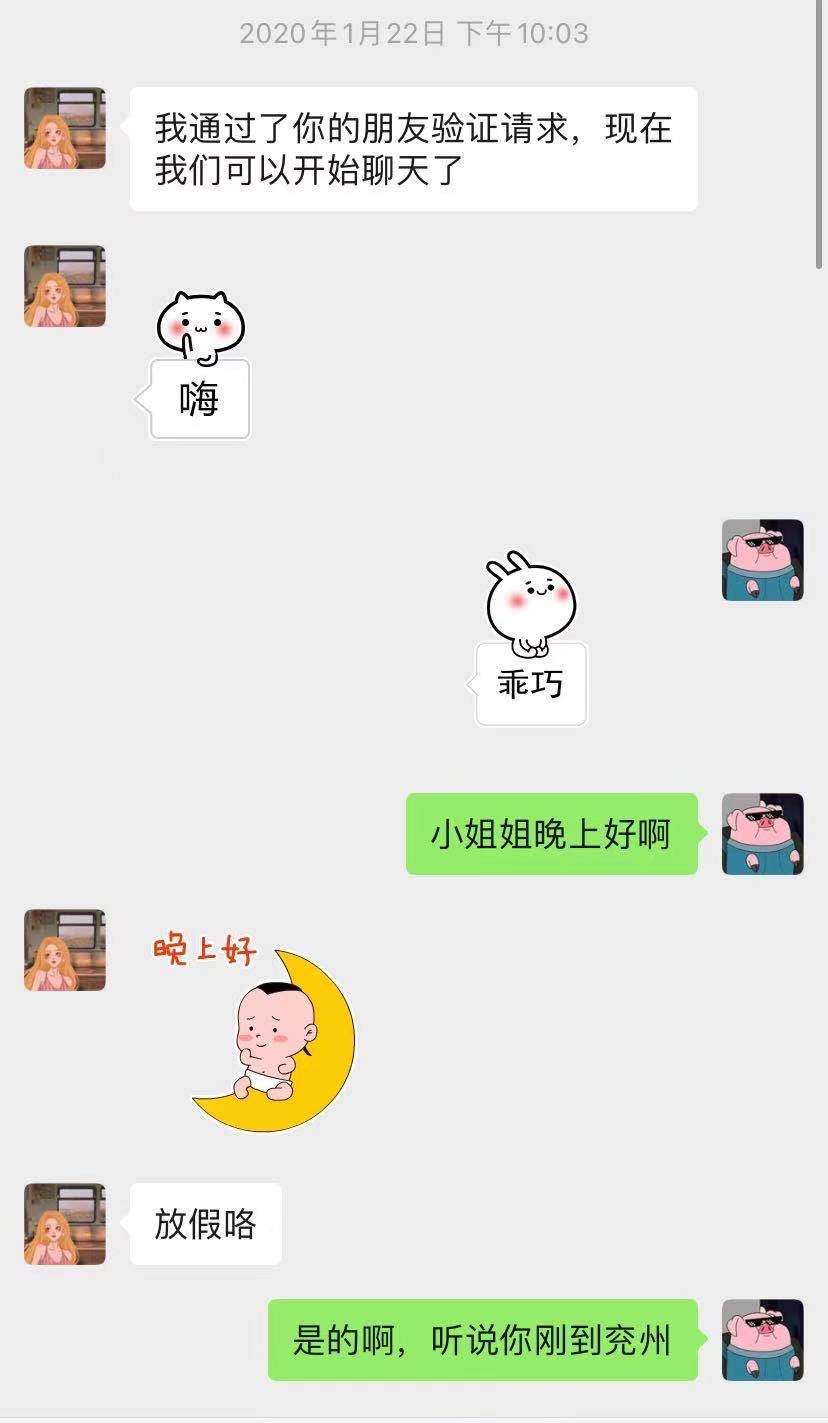 2020年1月22日 下午10:03
我通过了你的朋友验证请求，现在
我们可以开始聊天了
嗨
乖巧
小姐姐晚上好啊
晚上好
放假咯
是的啊，听说你刚到兖州